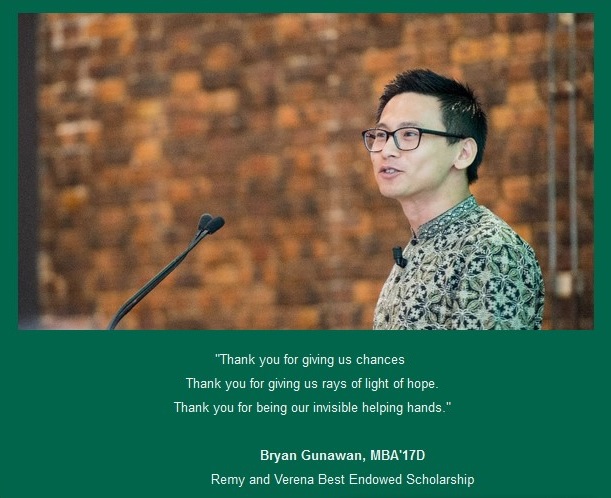 "Thank you for giving us chances
Thank you for giving us rays of light of hope.
Thank you for being our invisible helping hands."
Bryan Gunawan, MBA'17D
Remy and Verena Best Endowed Scholarship